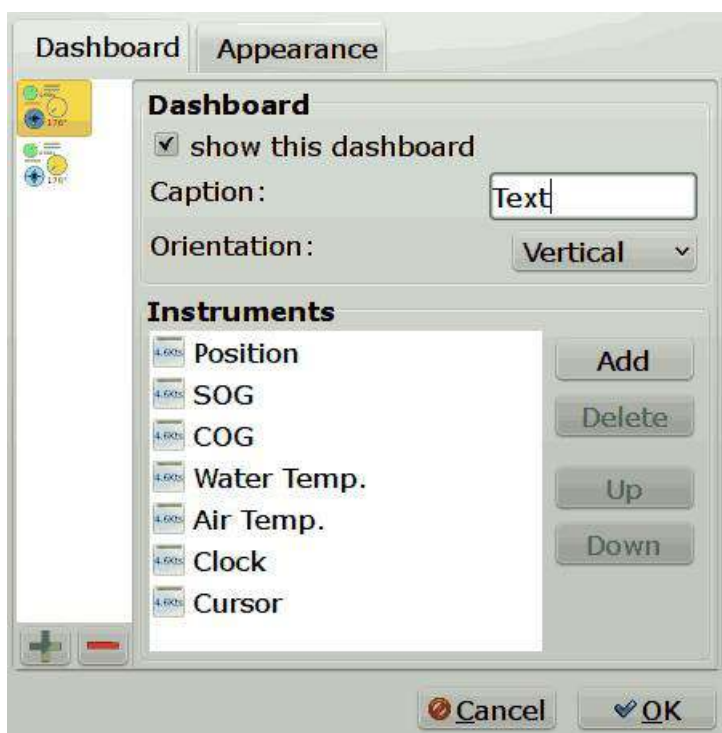 Dashboard Appearance
Dashboard
show this dashboard
Caption: Text
Orientation: Vertical
Instruments
Position
SOG
COG
Water Temp.
Air Temp.
Clock
Cursor
Add
Delete
Up
Down
Cancel OK